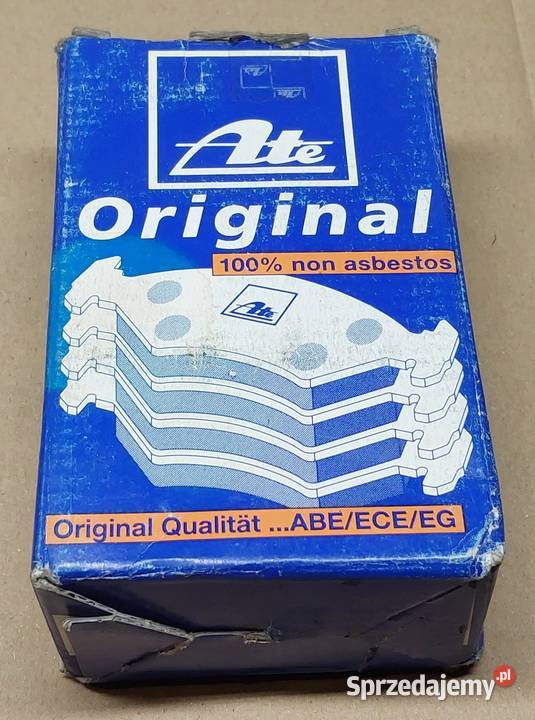 Ate
Original
100% non asbestos
Ate
Original Qualität ...ABE/ECE/EG
Sprzedajemy.pl